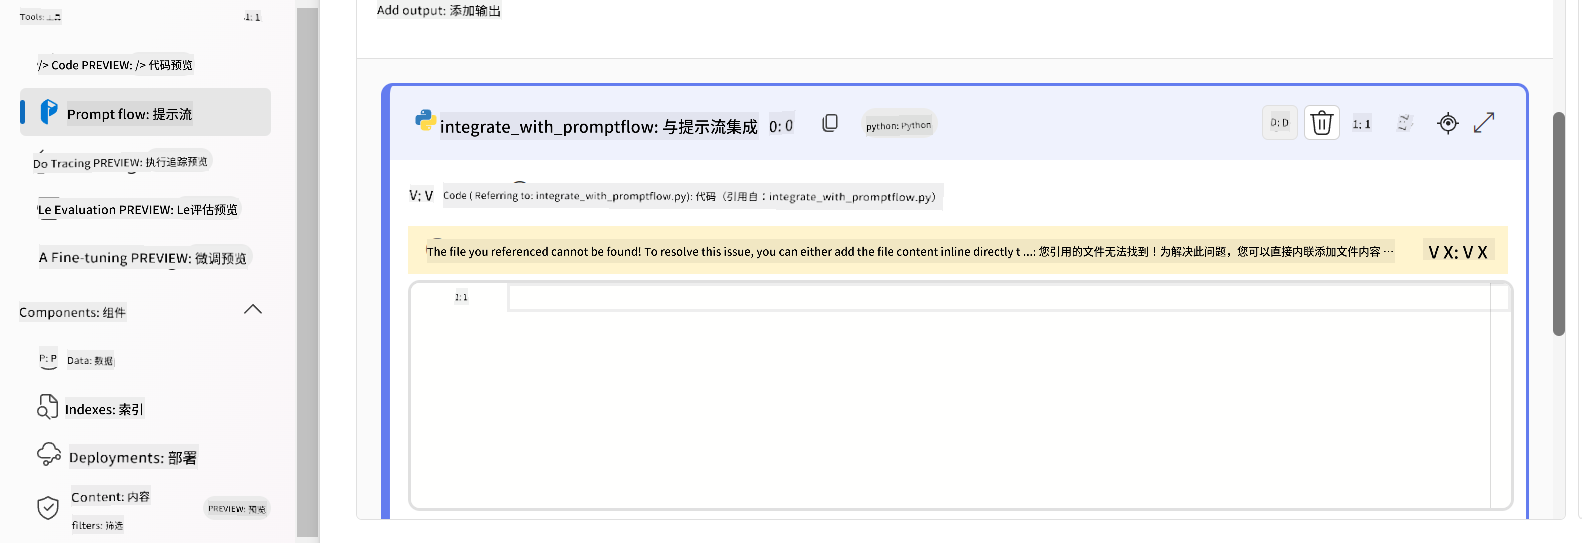 Tools: 工具
1: 1
/> Code PREVIEW: /> 代码预览
Prompt flow: 提示流
Do Tracing PREVIEW: 执行追踪预览
Le Evaluation PREVIEW: Le评估预览
A Fine-tuning PREVIEW: 微调预览
Components: 组件
P: P
Data: 数据
Indexes: 索引
Deployments: 部署
Content: 内容
PREVIEW: 预览
filters: 筛选
Add output: 添加输出
integrate_with_promptflow: 与提示流集成 0: 0
python: Python
D: D
1: 1
V: V Code ( Referring to: integrate_with_promptflow.py): 代码（引用自：integrate_with_promptflow.py）
The file you referenced cannot be found! To resolve this issue, you can either add the file content inline directly t ...: 您引用的文件无法找到！为解决此问题，您可以直接内联添加文件内容 ...
V X: V X
1: 1